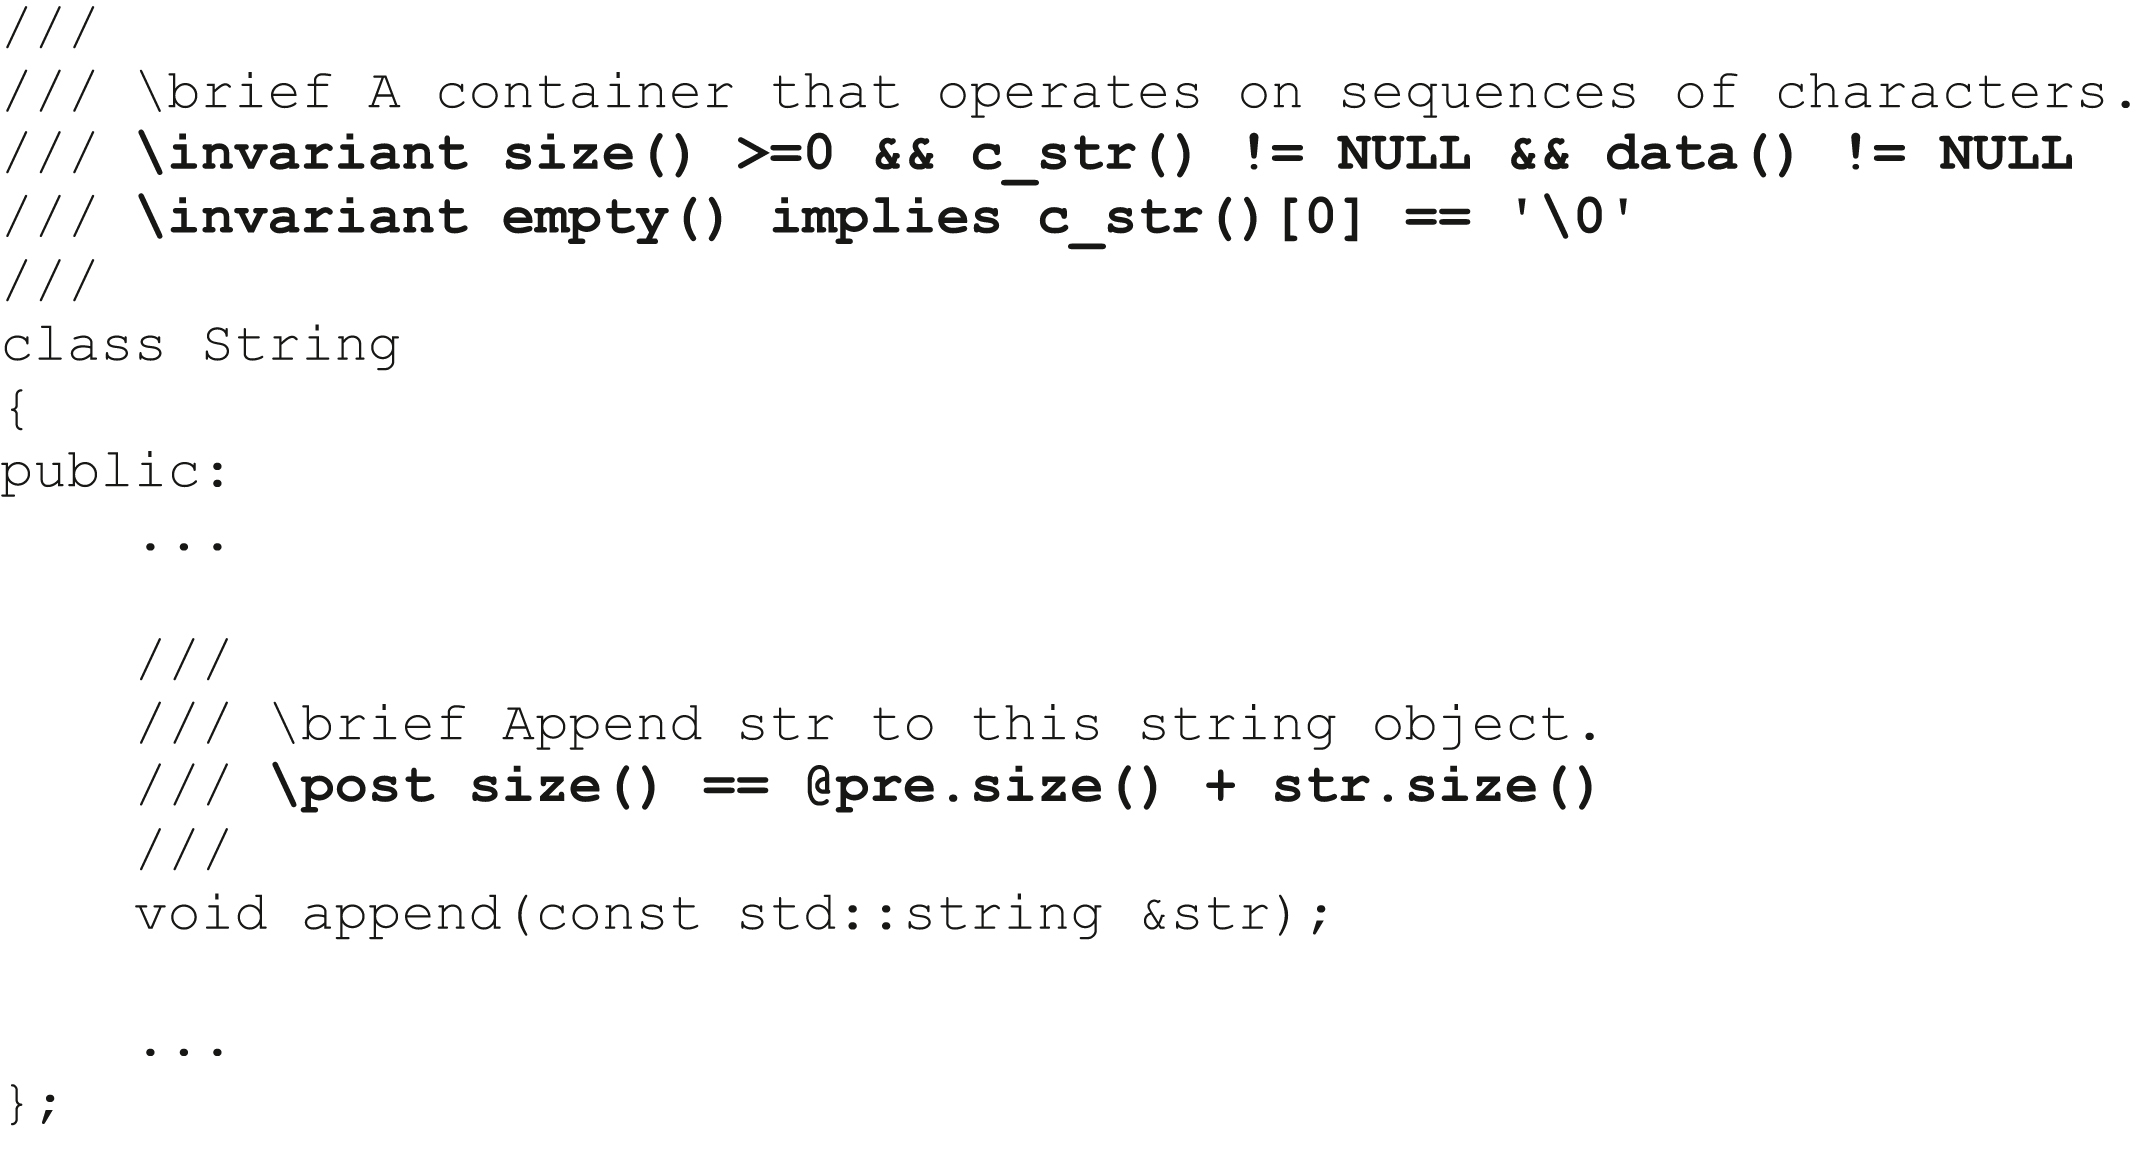 ///
/// \brief A container that operates on sequences of characters.
/// \invariant size() >=0 && c_str() != NULL && data() != NULL
/// \invariant empty() implies c_str()[0] == '\0'
///
class String
{
public:
    ...

    ///
    /// \brief Append str to this string object.
    /// \post size() == @pre.size() + str.size()
    ///
    void append(const std::string &str);

    ...
};